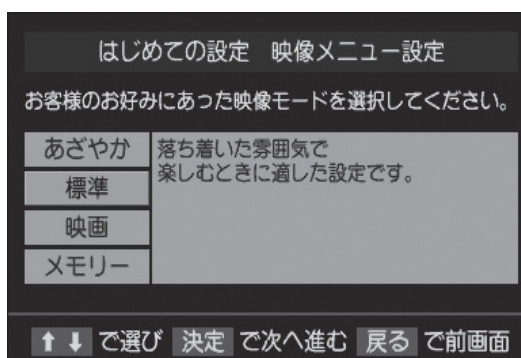 はじめての設定　映像メニュー設定
お客様のお好みにあった映像モードを選択してください。
あざやか
標準
映画
メモリー
落ち着いた雰囲気で
楽しむときに適した設定です。
↑ ↓ で選び 決定 で次へ進む 戻る で前画面